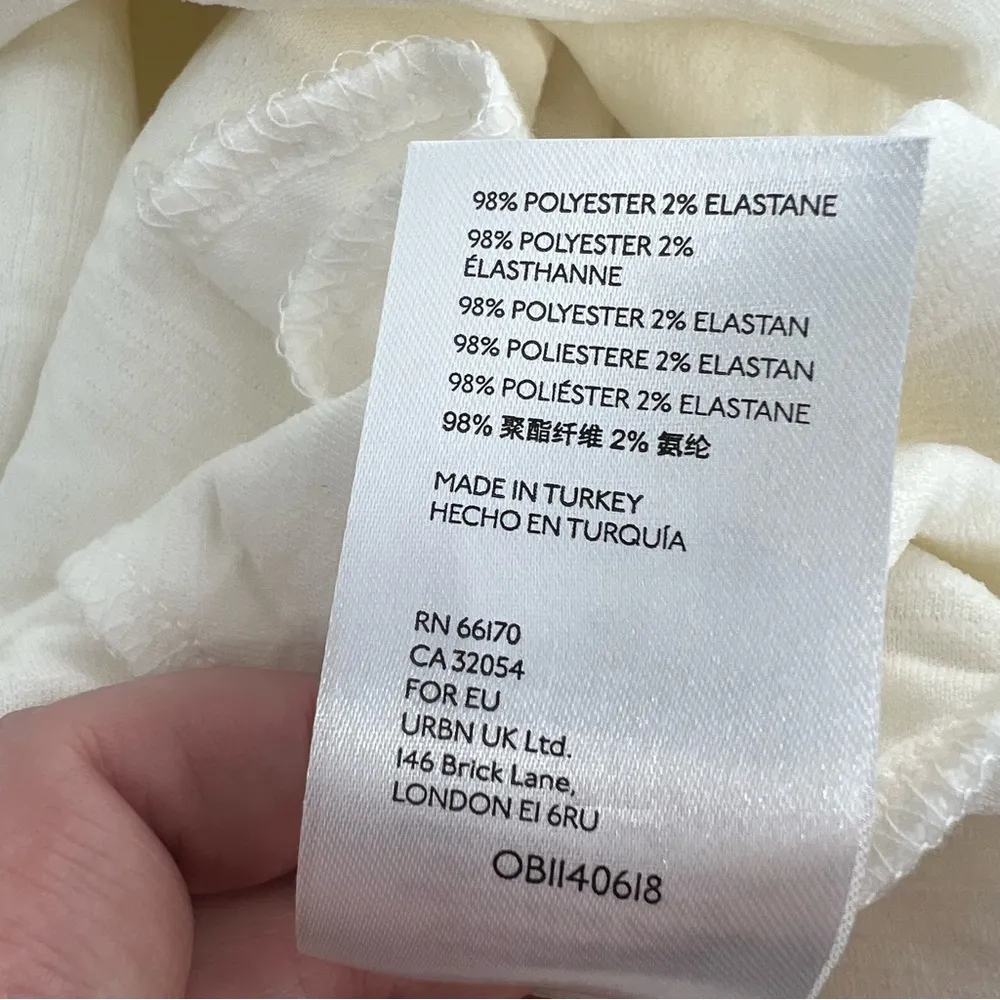 98% POLYESTER 2% ELASTANE
98% POLYESTER 2%
ÉLASTHANNE
98% POLYESTER 2% ELASTAN
98% POLIESTERE 2% ELASTAN
98% POLIÉSTER 2% ELASTANE
98% 聚酯纤维 2% 氨纶
MADE IN TURKEY
HECHO EN TURQUÍA
RN 66170
CA 32054
FOR EU
URBN UK Ltd.
146 Brick Lane,
LONDON E1 6RU
OB1140618